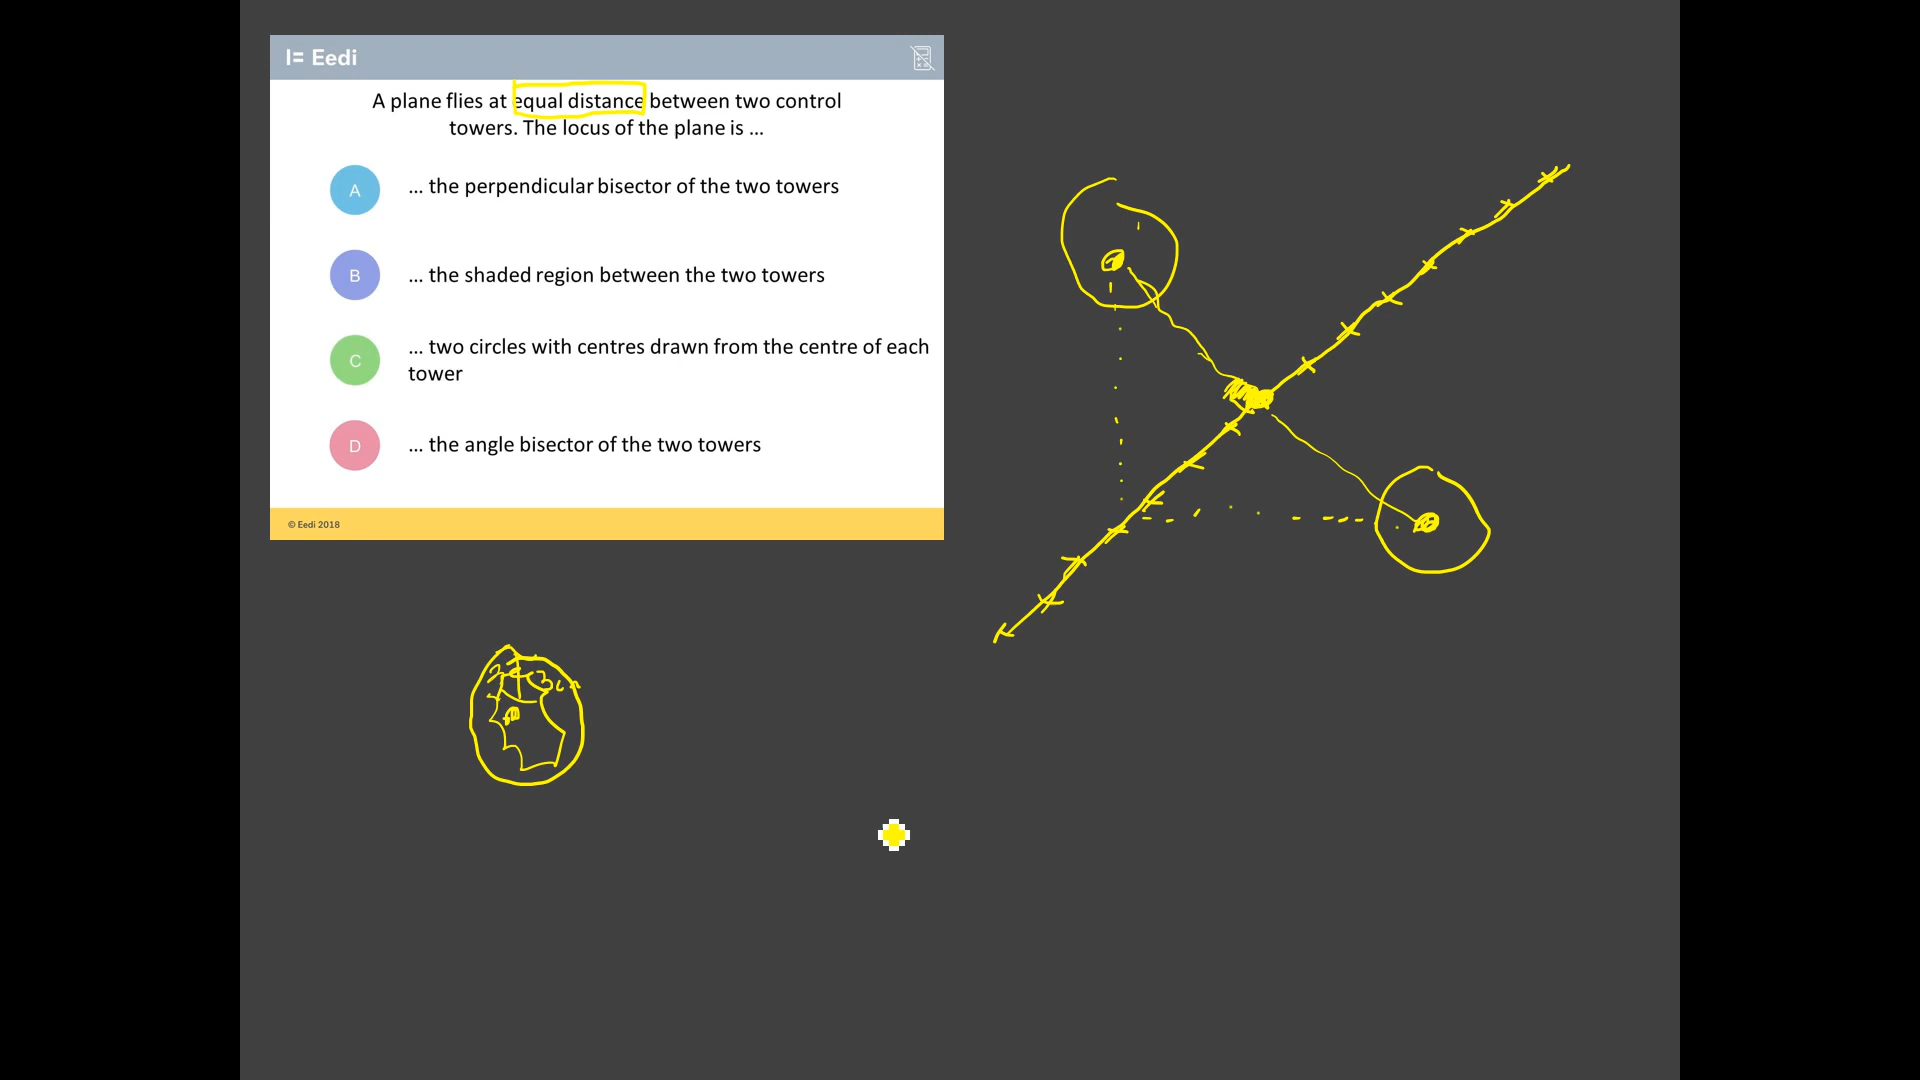 Eedi
A plane flies at equal distance between two control
towers. The locus of the plane is ...
A
... the perpendicular bisector of the two towers
B
... the shaded region between the two towers
C
... two circles with centres drawn from the centre of each
tower
D
... the angle bisector of the two towers
© Eedi 2018